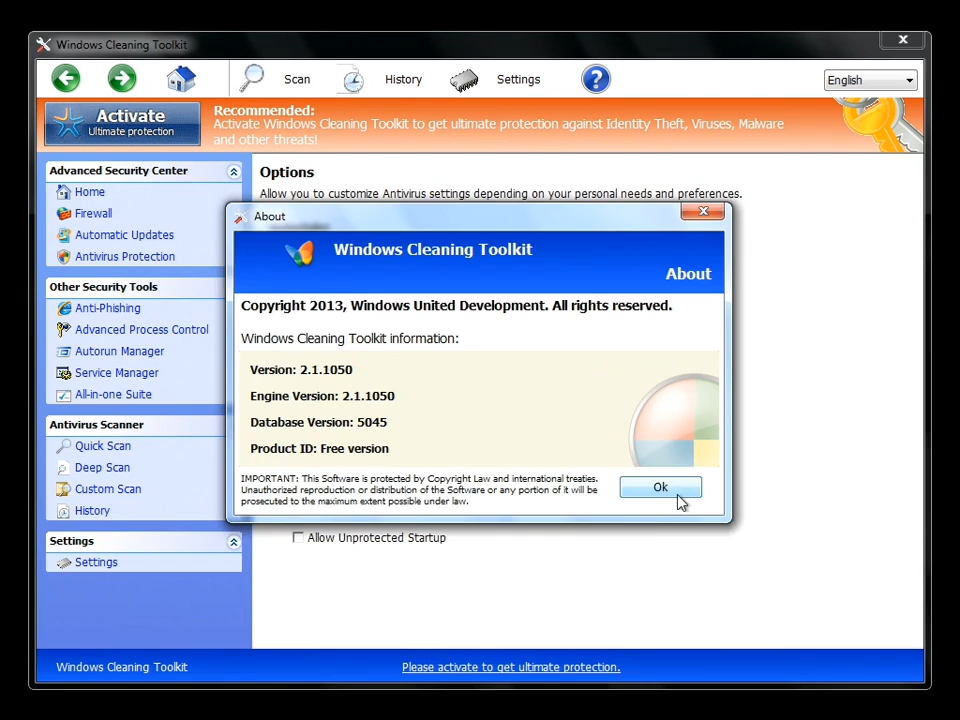 Windows Cleaning Toolkit
Scan
History
Settings
English
Activate
Ultimate protection
Recommended:
Activate Windows Cleaning Toolkit to get ultimate protection against Identity Theft, Viruses, Malware
and other threats!
Advanced Security Center
Home
Firewall
Automatic Updates
Antivirus Protection
Other Security Tools
Anti-Phishing
Advanced Process Control
Autorun Manager
Service Manager
All-in-one Suite
Antivirus Scanner
Quick Scan
Deep Scan
Custom Scan
History
Settings
Settings
Options
Allow you to customize Antivirus settings depending on your personal needs and preferences.
About
Windows Cleaning Toolkit
About
Copyright 2013, Windows United Development. All rights reserved.
Windows Cleaning Toolkit information:
Version: 2.1.1050
Engine Version: 2.1.1050
Database Version: 5045
Product ID: Free version
IMPORTANT: This Software is protected by Copyright Law and international treaties.
Unauthorized reproduction or distribution of the Software or any portion of it will be
prosecuted to the maximum extent possible under law.
Ok
Allow Unprotected Startup
Windows Cleaning Toolkit
Please activate to get ultimate protection.